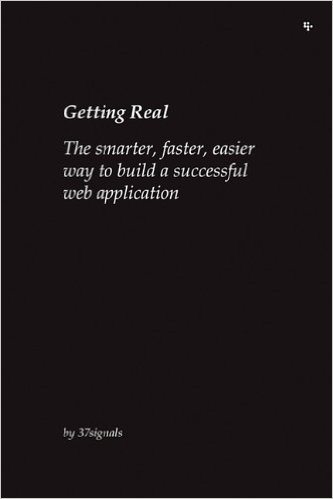 Getting Real
The smarter, faster, easier
way to build a successful
web application
by 37signals